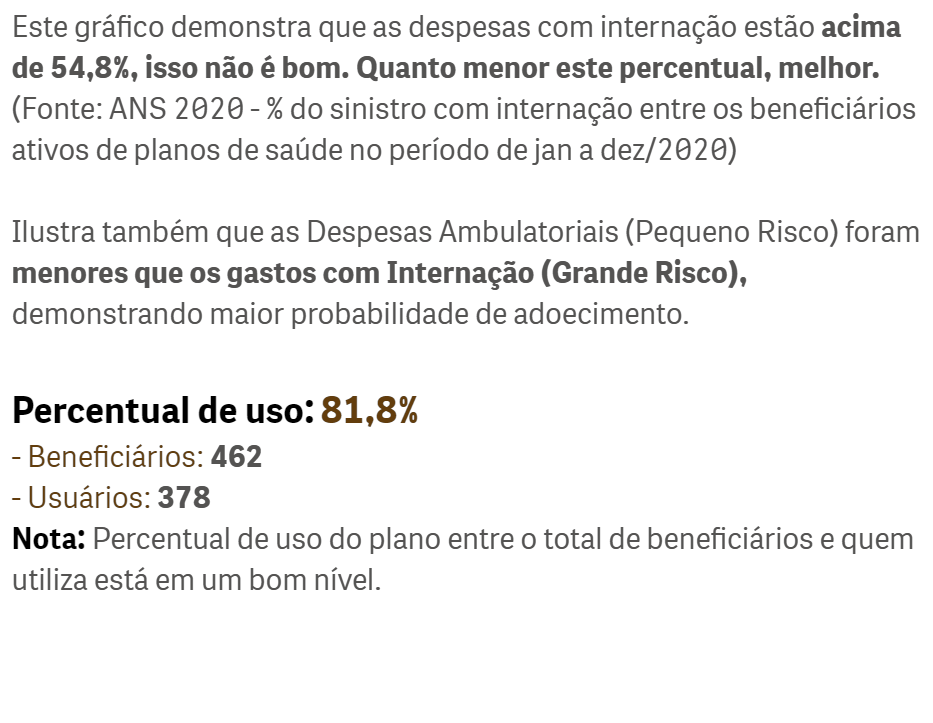 Este gráfico demonstra que as despesas com internação estão acima
de 54,8%, isso não é bom. Quanto menor este percentual, melhor.
(Fonte: ANS 2020 - % do sinistro com internação entre os beneficiários
ativos de planos de saúde no período de jan a dez/2020)
Ilustra também que as Despesas Ambulatoriais (Pequeno Risco) foram
menores que os gastos com Internação (Grande Risco),
demonstrando maior probabilidade de adoecimento.
Percentual de uso: 81,8%
- Beneficiários: 462
- Usuários: 378
Nota: Percentual de uso do plano entre o total de beneficiários e quem
utiliza está em um bom nível.